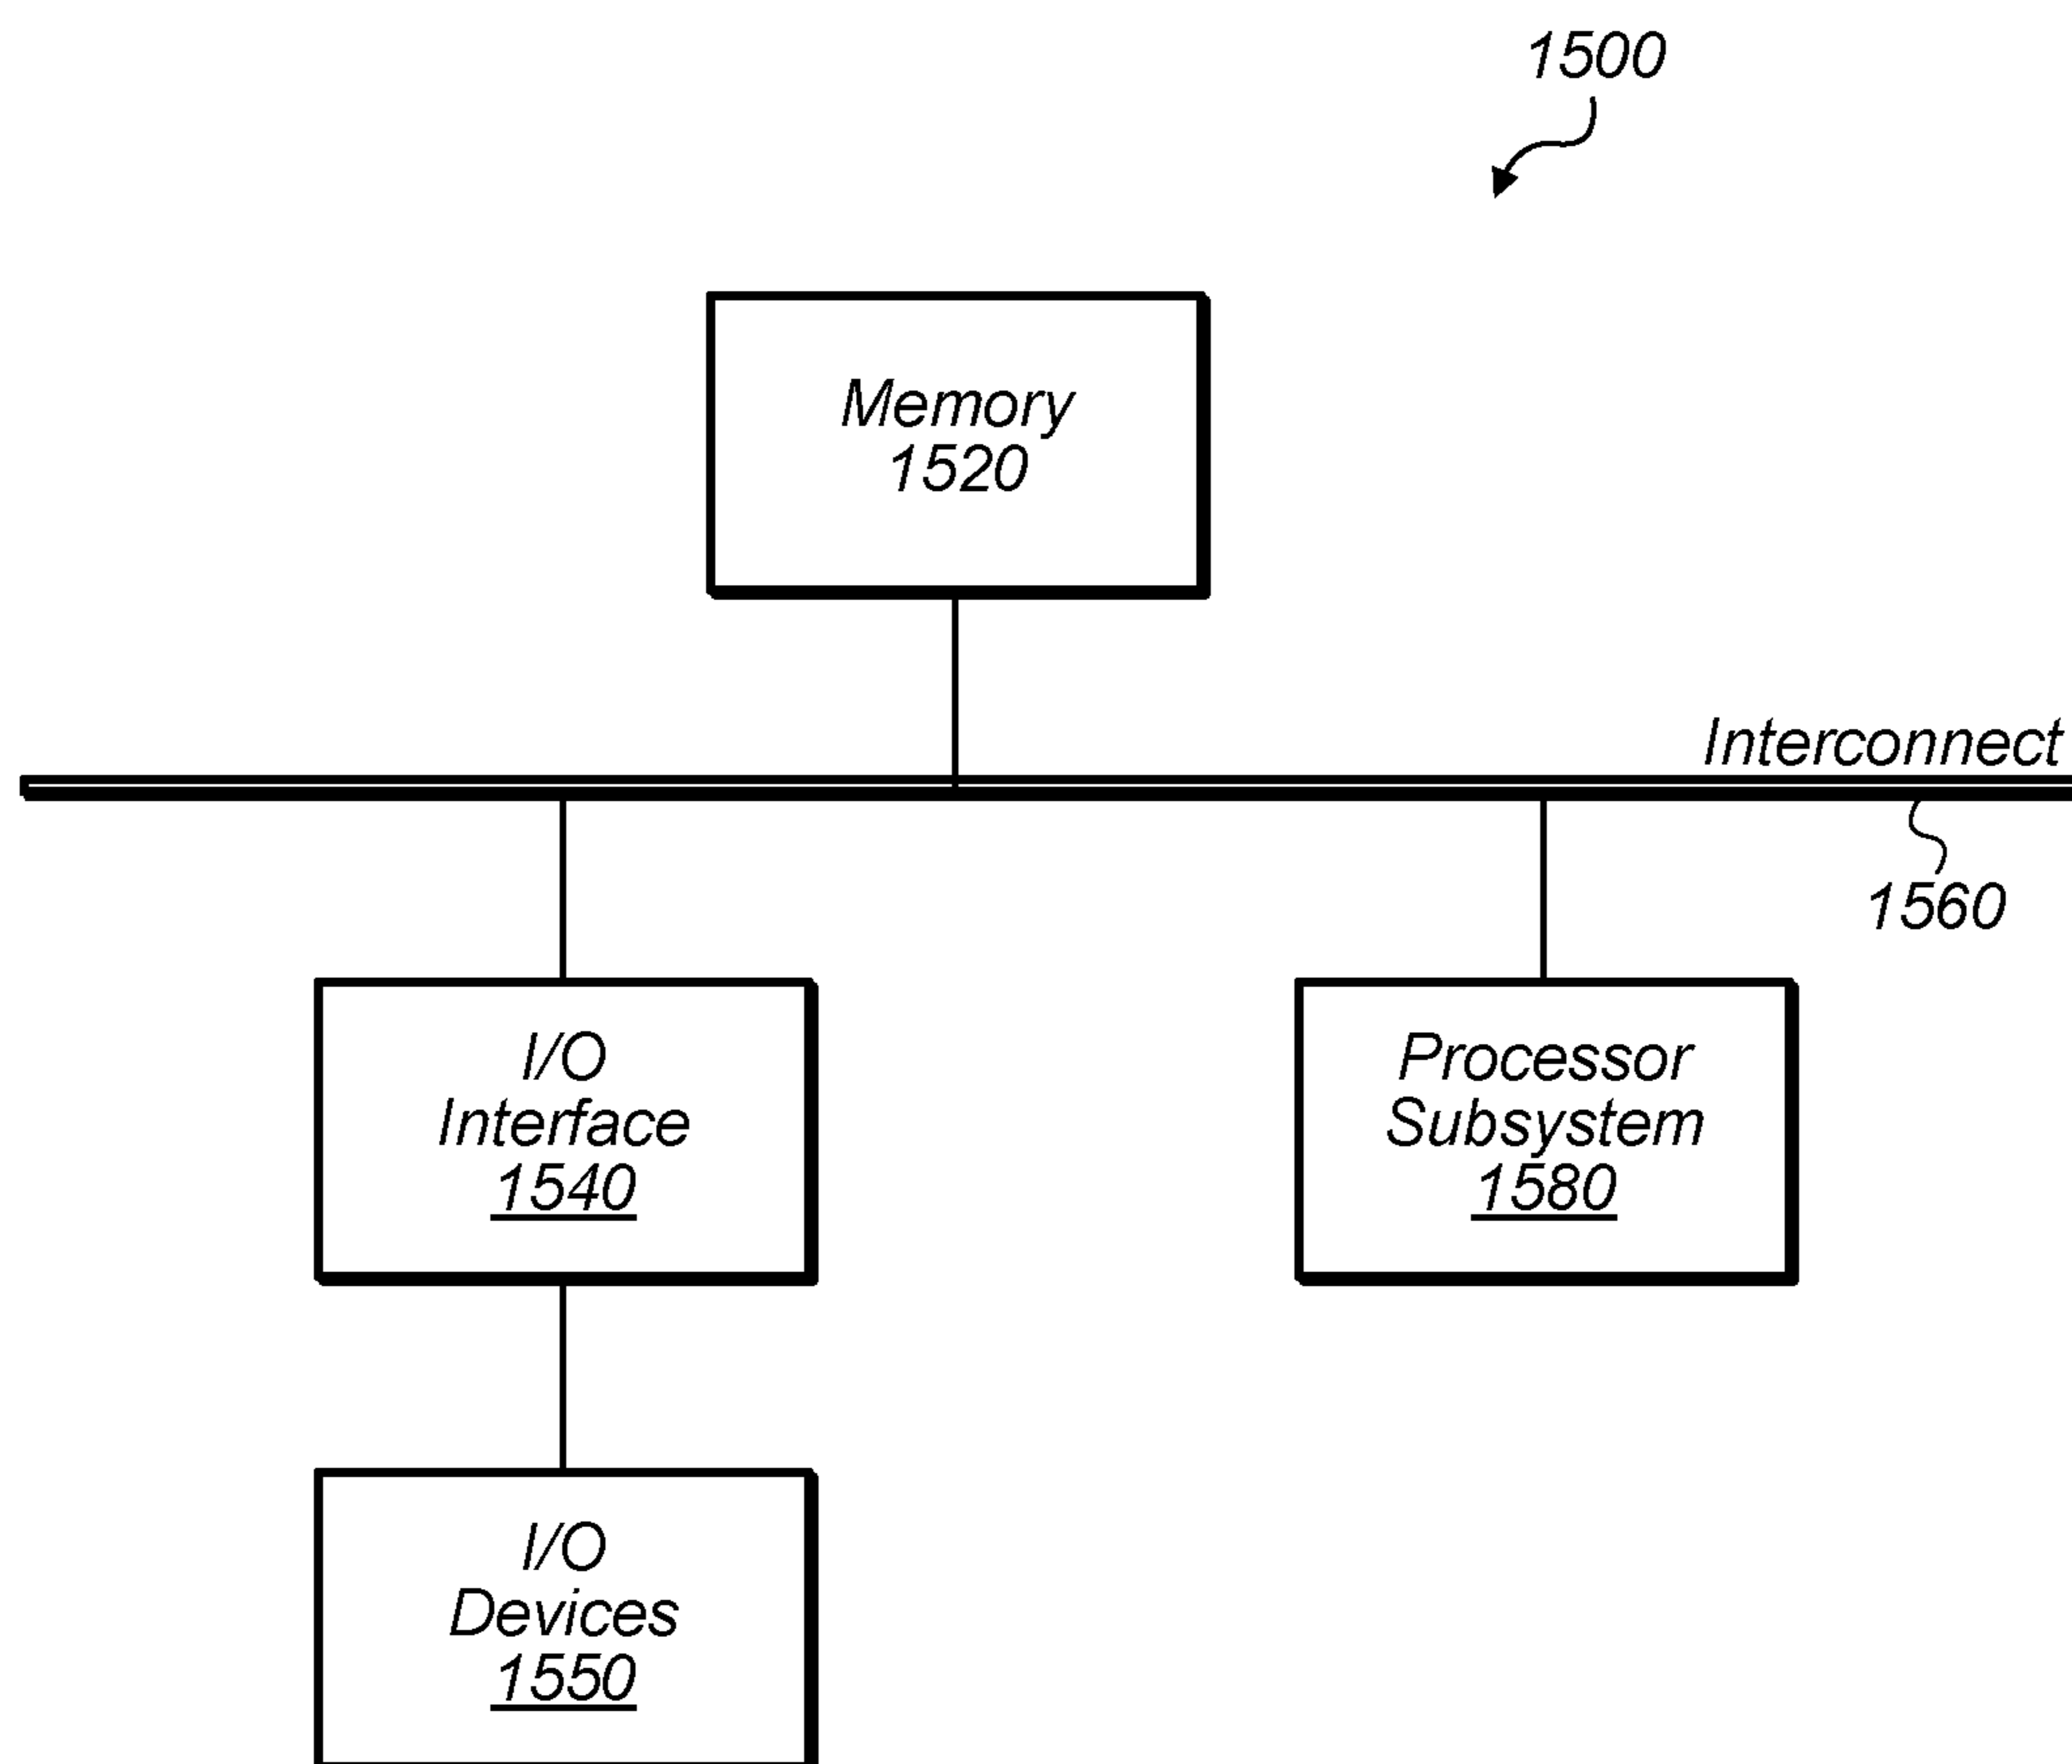 1500
Memory
1520
Interconnect
1560
I/O
Interface
1540
Processor
Subsystem
1580
I/O
Devices
1550